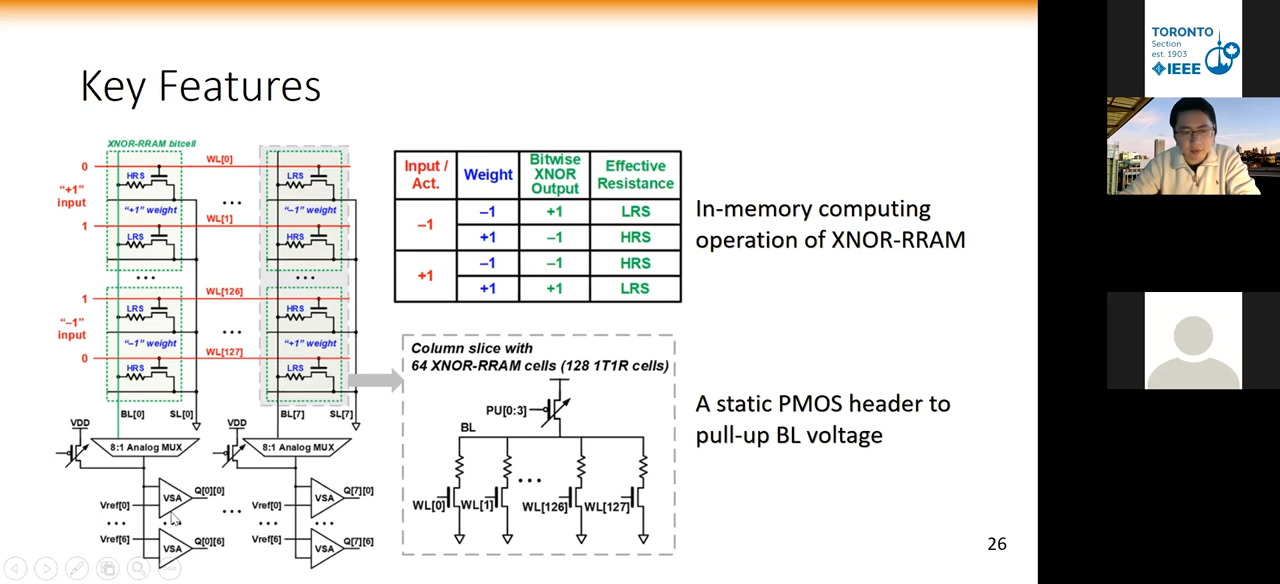 Key Features
XNOR-RRAM bitcell
0
WL[0]
HRS
LRS
"+1"
input
"+1" weight
...
"–1" weight
1
WL[1]
LRS
HRS
...
...
1
WL[126]
LRS
HRS
"–1"
input
"–1" weight
...
"+1" weight
0
WL[127]
HRS
LRS
BL[0]
SL[0]
BL[7]
SL[7]
VDD
VDD
8:1 Analog MUX
8:1 Analog MUX
VSA
Q[0][0]
Vref[0]
...
...
Vref[6]
VSA
Q[0][6]
...
VSA
Q[7][0]
Vref[0]
...
...
Vref[6]
VSA
Q[7][6]
Input / Act.
Weight
Bitwise XNOR Output
Effective Resistance
–1
–1
+1
LRS
+1
–1
HRS
+1
–1
–1
HRS
+1
+1
LRS
In-memory computing
operation of XNOR-RRAM
Column slice with
64 XNOR-RRAM cells (128 1T1R cells)
PU[0:3]
BL
...
WL[0]
WL[1]
WL[126]
WL[127]
A static PMOS header to
pull-up BL voltage
26
TORONTO
Section
est. 1903
IEEE